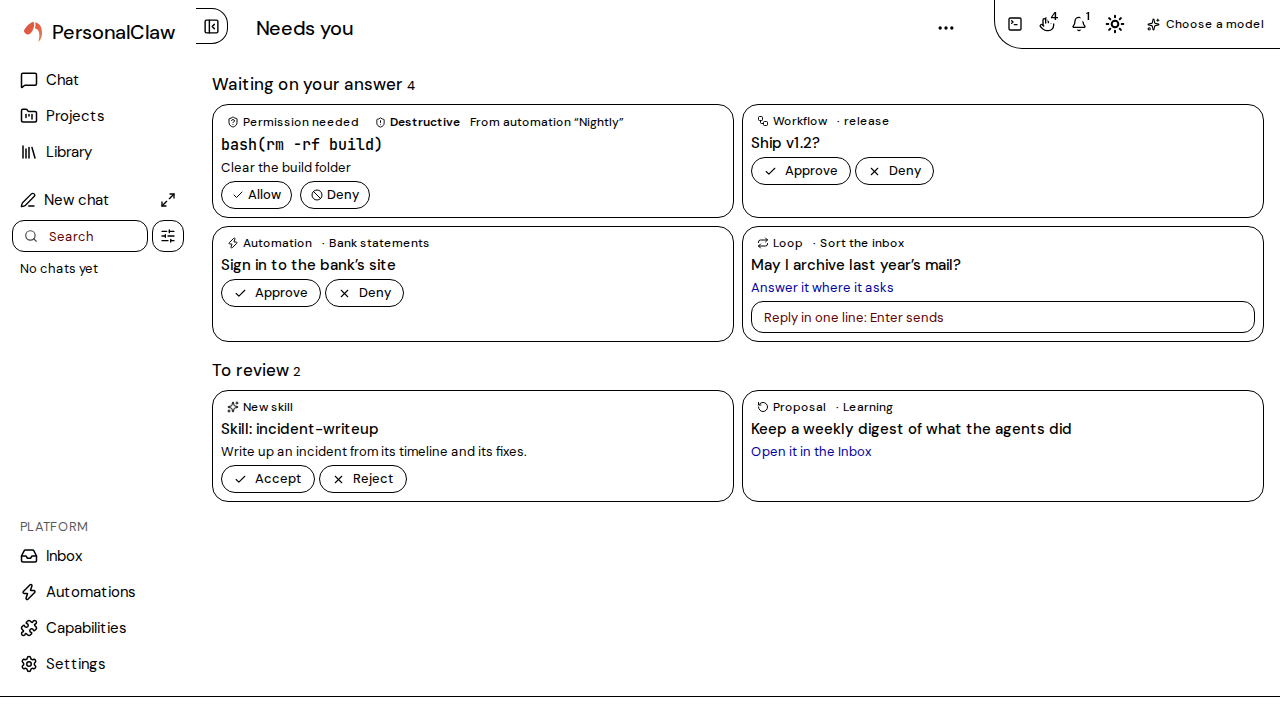 PersonalClaw
Needs you
4
1
Choose a model
Chat
Projects
Library
New chat
Search
No chats yet
PLATFORM
Inbox
Automations
Capabilities
Settings
Waiting on your answer 4
Permission needed Destructive From automation “Nightly”
bash(rm -rf build)
Clear the build folder
Allow Deny
Workflow · release
Ship v1.2?
Approve Deny
Automation · Bank statements
Sign in to the bank’s site
Approve Deny
Loop · Sort the inbox
May I archive last year’s mail?
Answer it where it asks
Reply in one line: Enter sends
To review 2
New skill
Skill: incident-writeup
Write up an incident from its timeline and its fixes.
Accept Reject
Proposal · Learning
Keep a weekly digest of what the agents did
Open it in the Inbox